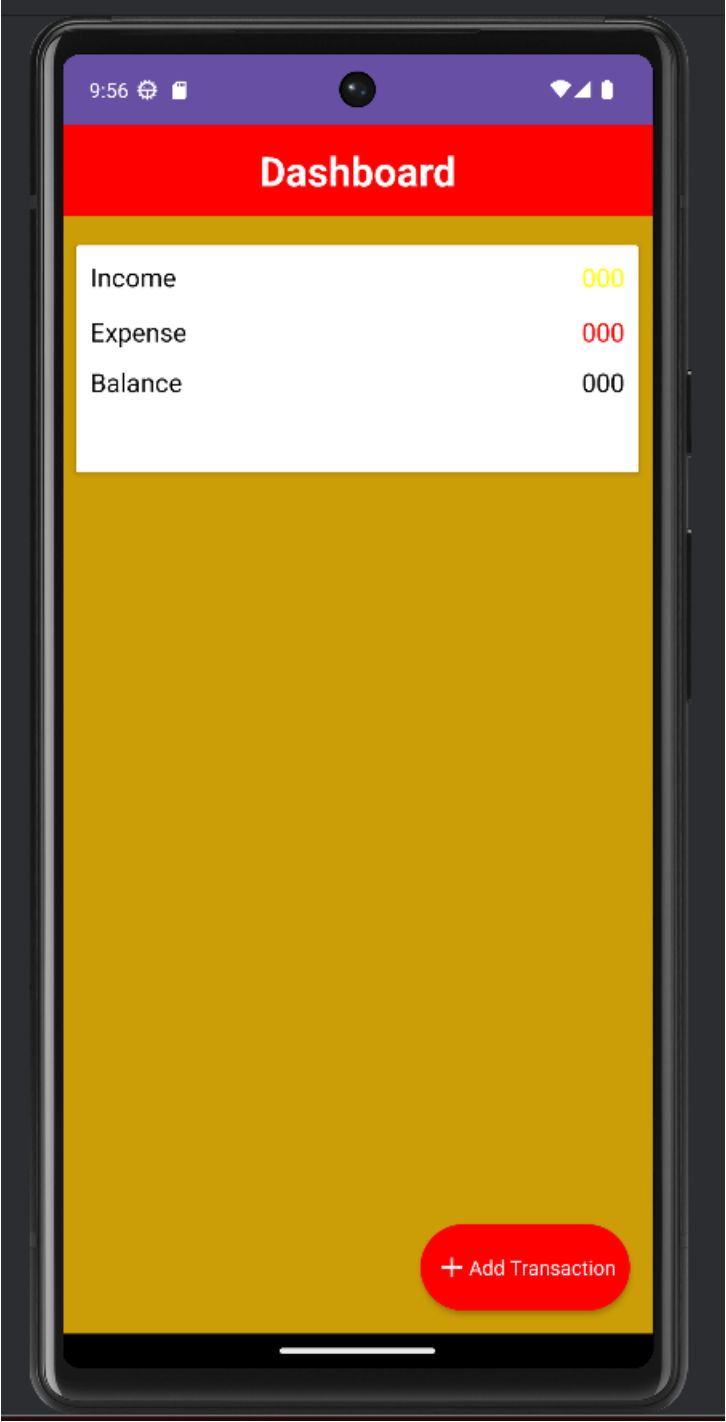 9:56
Dashboard
Income 000
Expense 000
Balance 000
+ Add Transaction